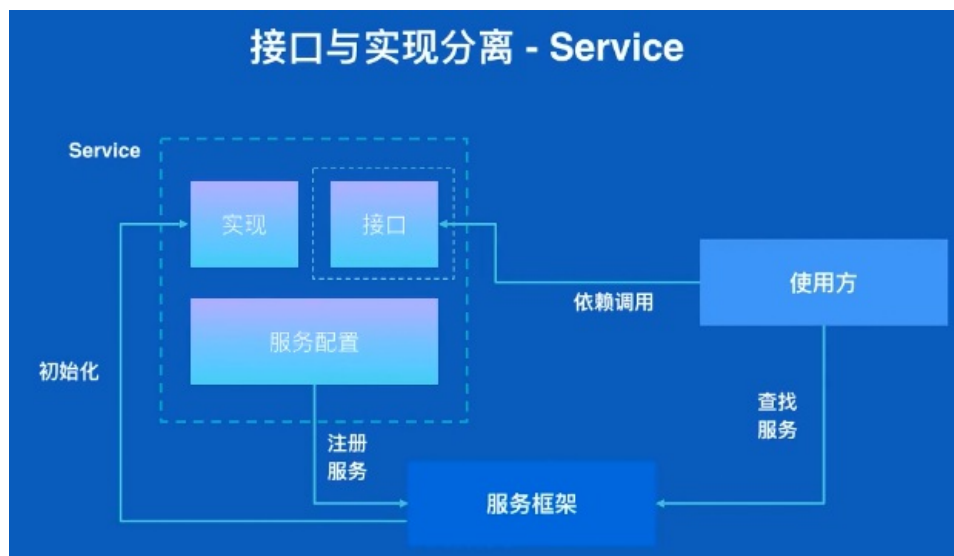 接口与实现分离 - Service
Service
实现
接口
使用方
依赖调用
服务配置
初始化
查找
服务
注册
服务
服务框架